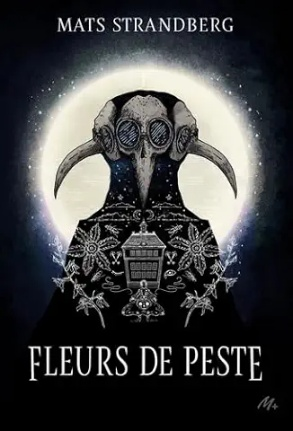 MATS STRANDBERG
FLEURS DE PESTE
M+